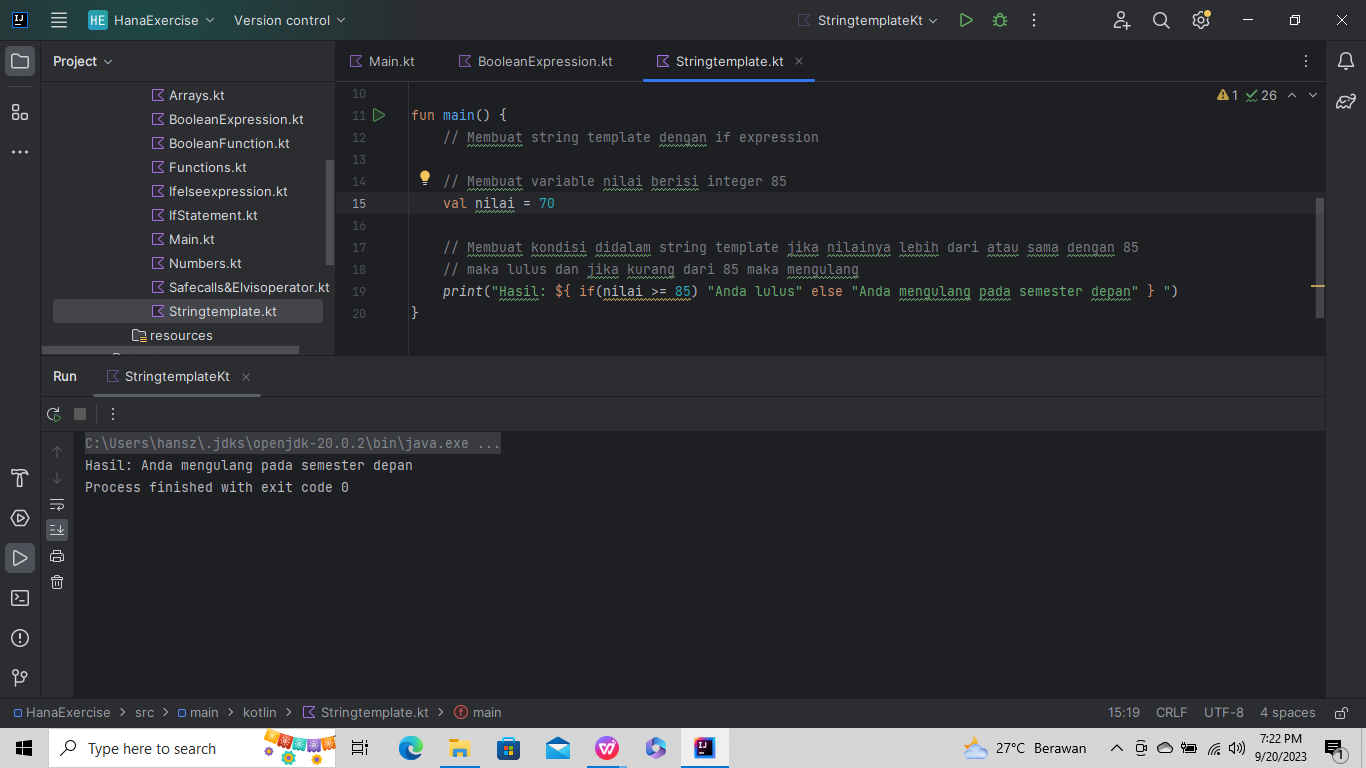 HE HanaExercise Version control StringtemplateKt
Project
Main.kt BooleanExpression.kt Stringtemplate.kt
Arrays.kt
BooleanExpression.kt
BooleanFunction.kt
Functions.kt
Ifelseexpression.kt
IfStatement.kt
Main.kt
Numbers.kt
Safecalls&Elvisoperator.kt
Stringtemplate.kt
resources
1 26
10
11 fun main() {
12 // Membuat string template dengan if expression
13
14 // Membuat variable nilai berisi integer 85
15 val nilai = 70
16
17 // Membuat kondisi didalam string template jika nilainya lebih dari atau sama dengan 85
18 // maka lulus dan jika kurang dari 85 maka mengulang
19 print("Hasil: ${ if(nilai >= 85) "Anda lulus" else "Anda mengulang pada semester depan" } ")
20 }
Run StringtemplateKt
C:\Users\hansz\.jdks\openjdk-20.0.2\bin\java.exe ...
Hasil: Anda mengulang pada semester depan
Process finished with exit code 0
HanaExercise > src > main > kotlin > Stringtemplate.kt > main 15:19 CRLF UTF-8 4 spaces
Type here to search
27°C Berawan
7:22 PM
9/20/2023
1